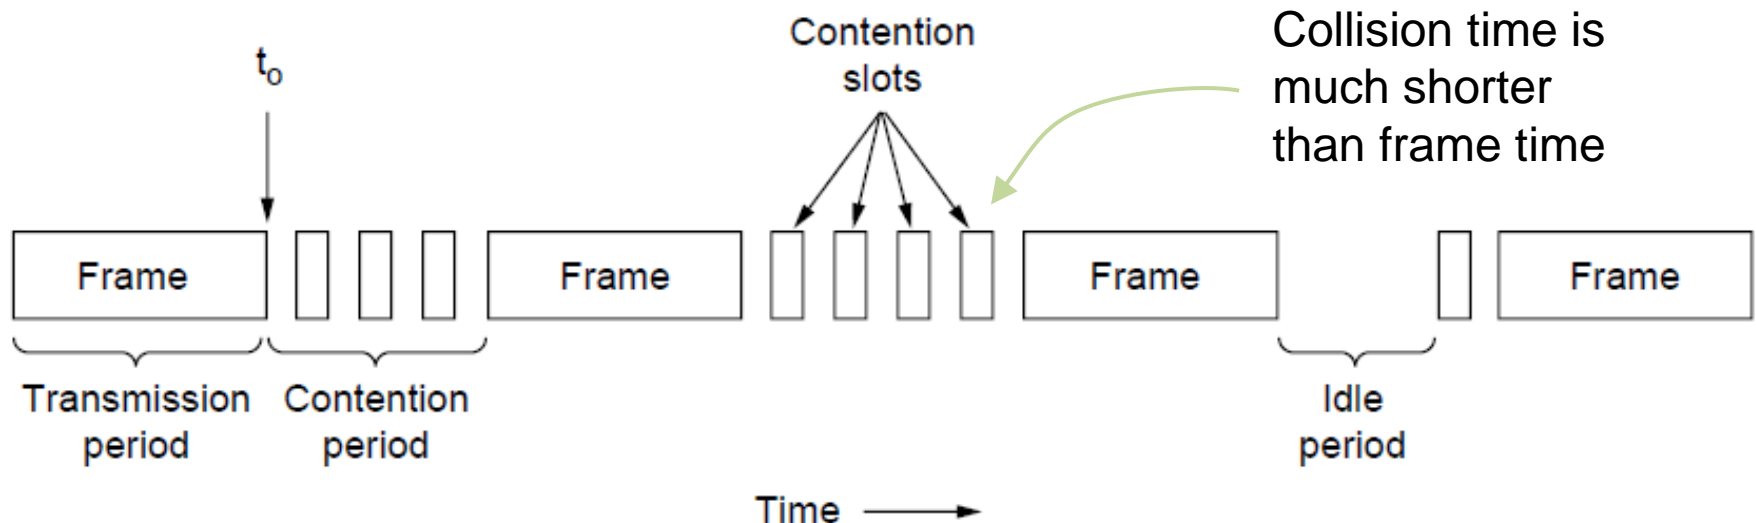 Contention
slots
Collision time is
much shorter
than frame time
t₀
Frame
Frame
Frame
Frame
Transmission
period
Contention
period
Idle
period
Time